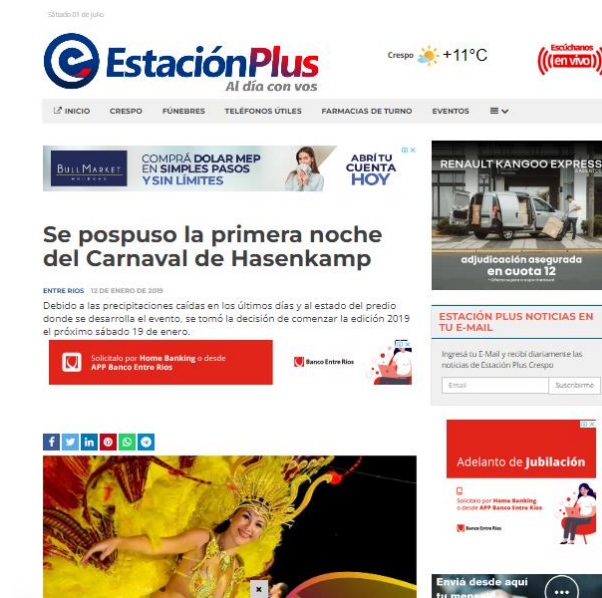 Sábado 01 de julio
EstaciónPlus
Al día con vos
Crespo +11°C
Escúchanos
(((en vivo)))
INICIO CRESPO FÚNEBRES TELÉFONOS ÚTILES FARMACIAS DE TURNO EVENTOS
BULLMARKET
COMPRÁ DOLAR MEP
EN SIMPLES PASOS
Y SIN LÍMITES
ABRÍ TU
CUENTA
HOY
RENAULT KANGOO EXPRESS
adjudicación asegurada
en cuota 12
Se pospuso la primera noche
del Carnaval de Hasenkamp
ENTRE RIOS 12 DE ENERO DE 2019
Debido a las precipitaciones caídas en los últimos días y al estado del predio
donde se desarrolla el evento, se tomó la decisión de comenzar la edición 2019
el próximo sábado 19 de enero.
Solicitalo por Home Banking o desde
APP Banco Entre Ríos
Banco Entre Ríos
ESTACIÓN PLUS NOTICIAS EN
TU E-MAIL
Ingresá tu E-Mail y recibí diariamente las
noticias de Estación Plus Crespo
Email Suscribirme
Adelanto de Jubilación
Solicitalo por Home Banking
o desde APP Banco Entre Ríos
Banco Entre Ríos
Enviá desde aquí